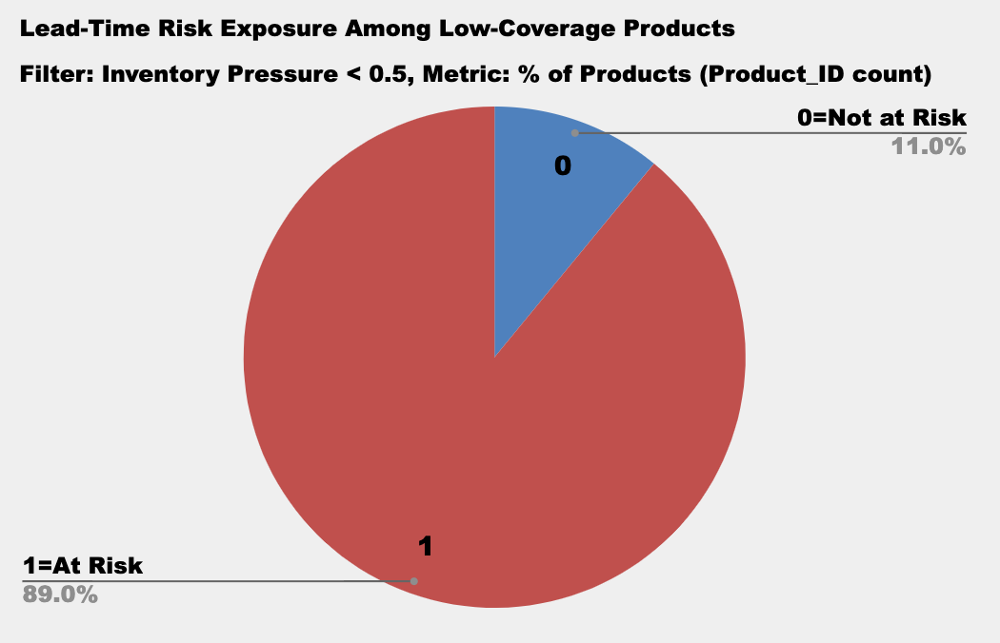 Lead-Time Risk Exposure Among Low-Coverage Products
Filter: Inventory Pressure < 0.5, Metric: % of Products (Product_ID count)
0=Not at Risk
11.0%
0
1
1=At Risk
89.0%